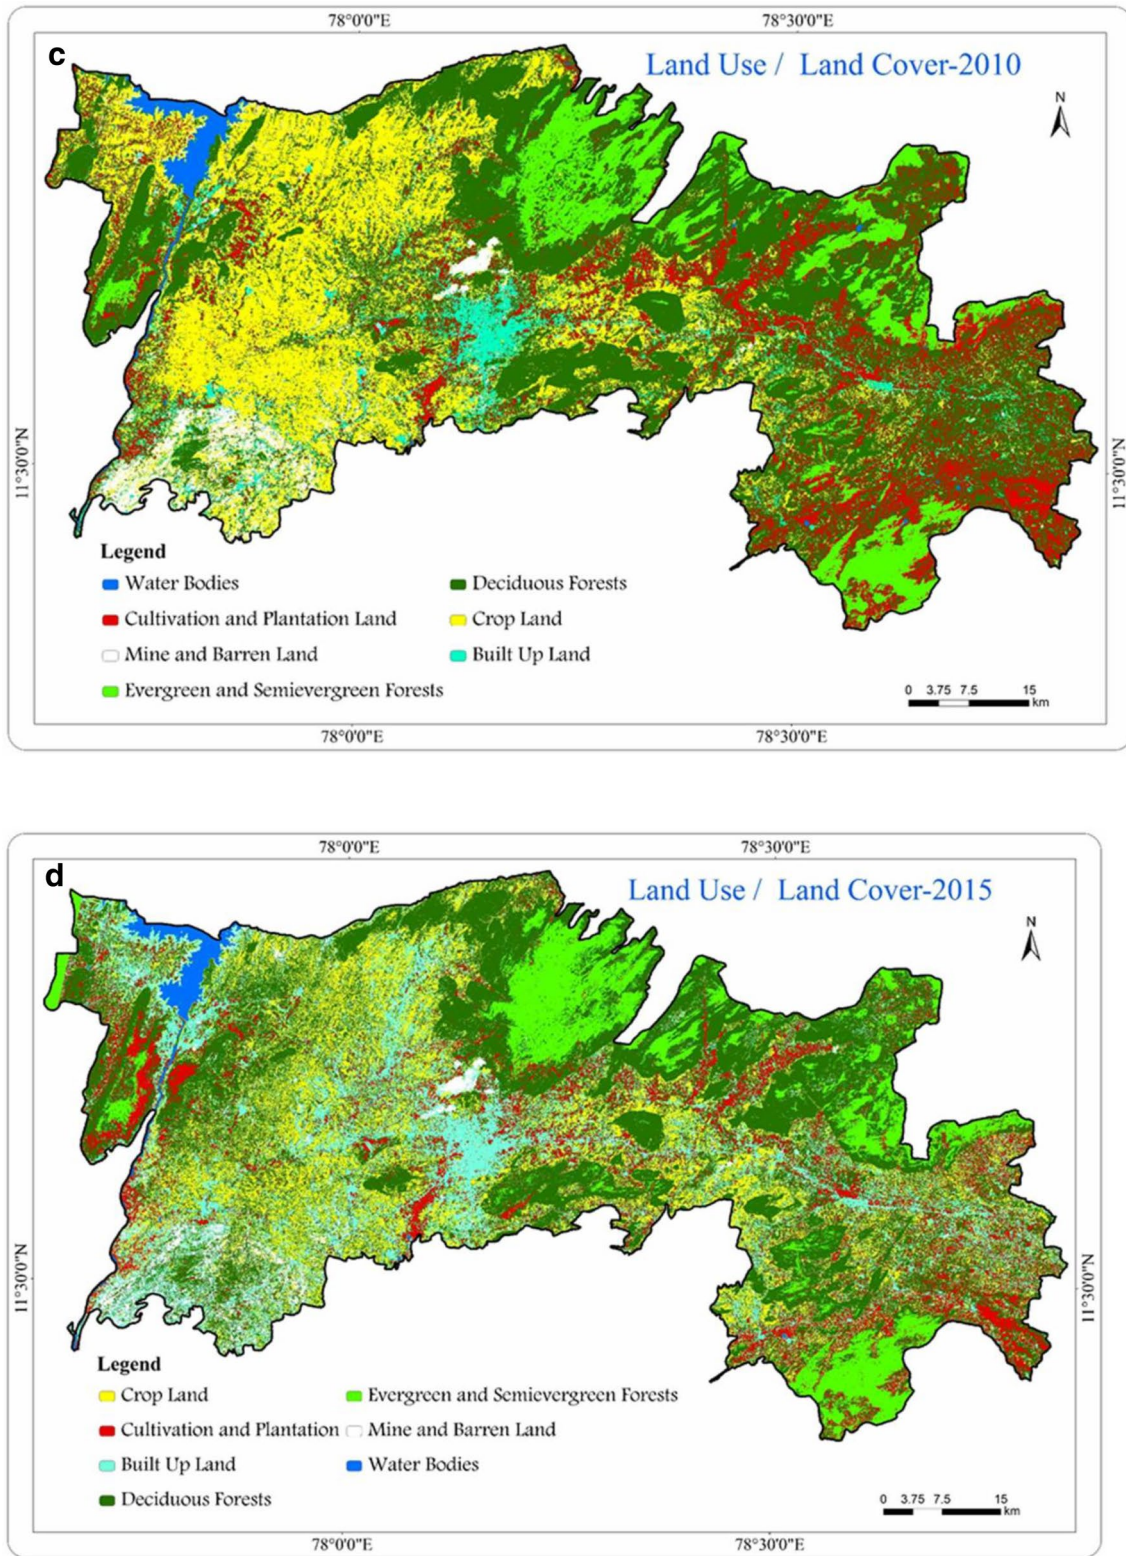 78°0'0"E 78°30'0"E
c
Land Use / Land Cover-2010
N
11°30'0"N
11°30'0"N
Legend
Water Bodies Deciduous Forests
Cultivation and Plantation Land Crop Land
Mine and Barren Land Built Up Land
Evergreen and Semievergreen Forests
0 3.75 7.5 15
km
78°0'0"E 78°30'0"E
78°0'0"E 78°30'0"E
d
Land Use / Land Cover-2015
N
11°30'0"N
11°30'0"N
Legend
Crop Land Evergreen and Semievergreen Forests
Cultivation and Plantation Mine and Barren Land
Built Up Land Water Bodies
Deciduous Forests
0 3.75 7.5 15
km
78°0'0"E 78°30'0"E